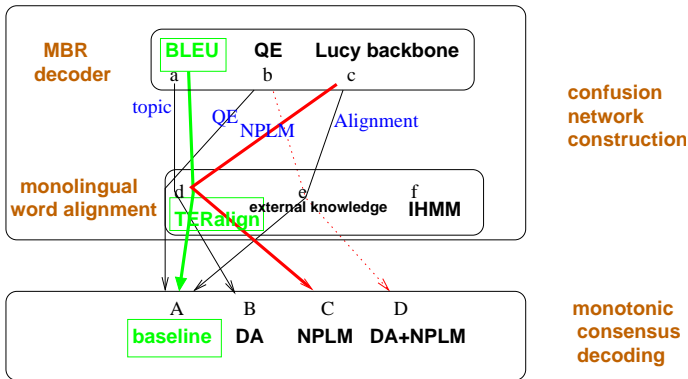 MBR
decoder
BLEU QE Lucy backbone
a b c
topic QE NPLM Alignment
confusion
network
construction
monolingual
word alignment
d e f
TERalign external knowledge IHMM
A B C D
baseline DA NPLM DA+NPLM
monotonic
consensus
decoding